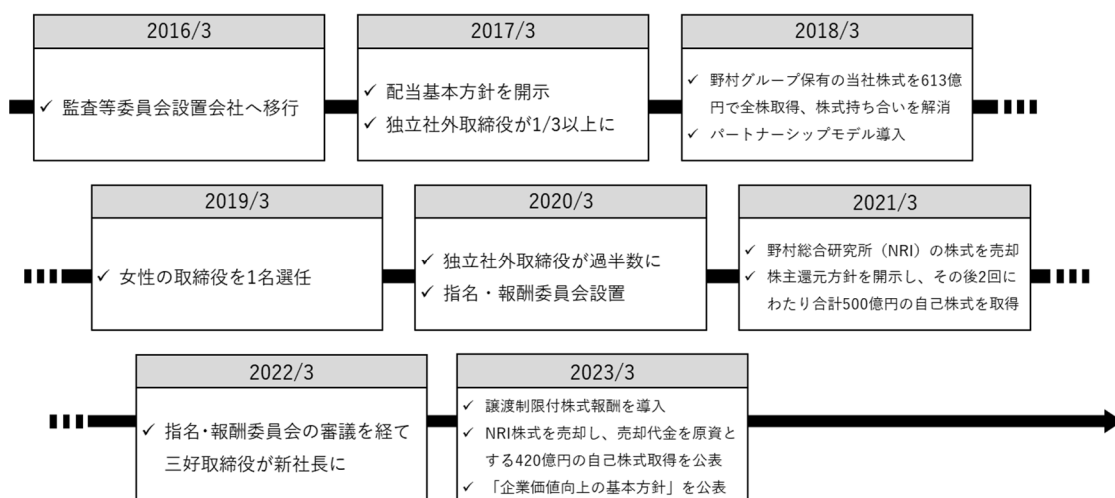 2016/3
✓ 監査等委員会設置会社へ移行
2017/3
✓ 配当基本方針を開示
✓ 独立社外取締役が1/3以上に
2018/3
✓ 野村グループ保有の当社株式を613億
円で全株取得、株式持ち合いを解消
✓ パートナーシップモデル導入
2019/3
✓ 女性の取締役を1名選任
2020/3
✓ 独立社外取締役が過半数に
✓ 指名・報酬委員会設置
2021/3
✓ 野村総合研究所（NRI）の株式を売却
✓ 株主還元方針を開示し、その後2回に
わたり合計500億円の自己株式を取得
2022/3
✓ 指名・報酬委員会の審議を経て
三好取締役が新社長に
2023/3
✓ 譲渡制限付株式報酬を導入
✓ NRI株式を売却し、売却代金を原資と
する420億円の自己株式取得を公表
✓ 「企業価値向上の基本方針」を公表